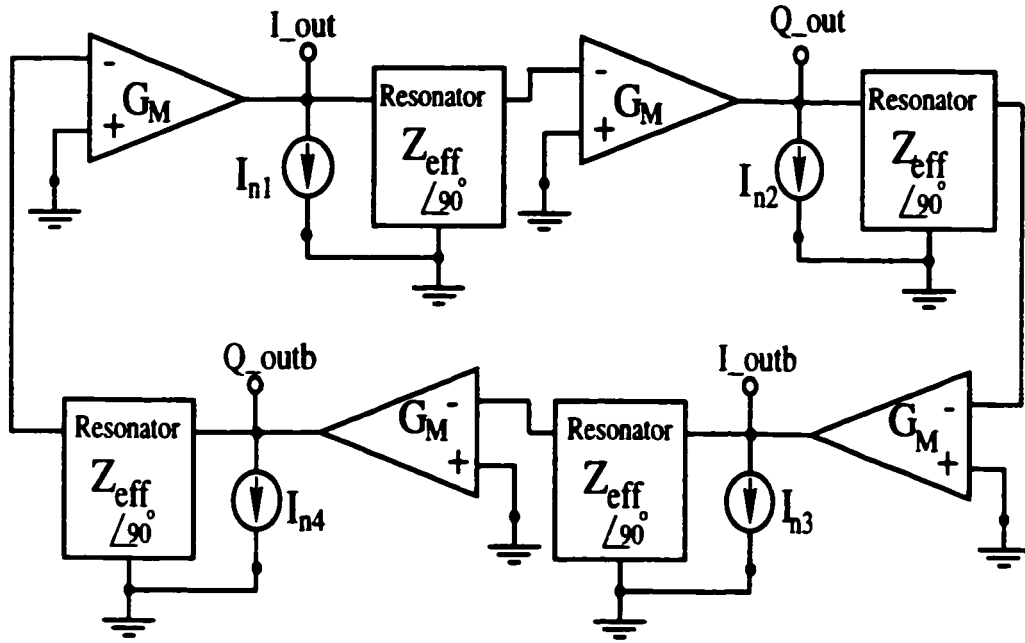 I_out
Q_out
-
G_M
+
I_n1
Resonator
Z_eff
∠90°
-
G_M
+
I_n2
Resonator
Z_eff
∠90°
Q_outb
I_outb
Resonator
Z_eff
∠90°
I_n4
G_M
-
+
Resonator
Z_eff
∠90°
I_n3
G_M
-
+